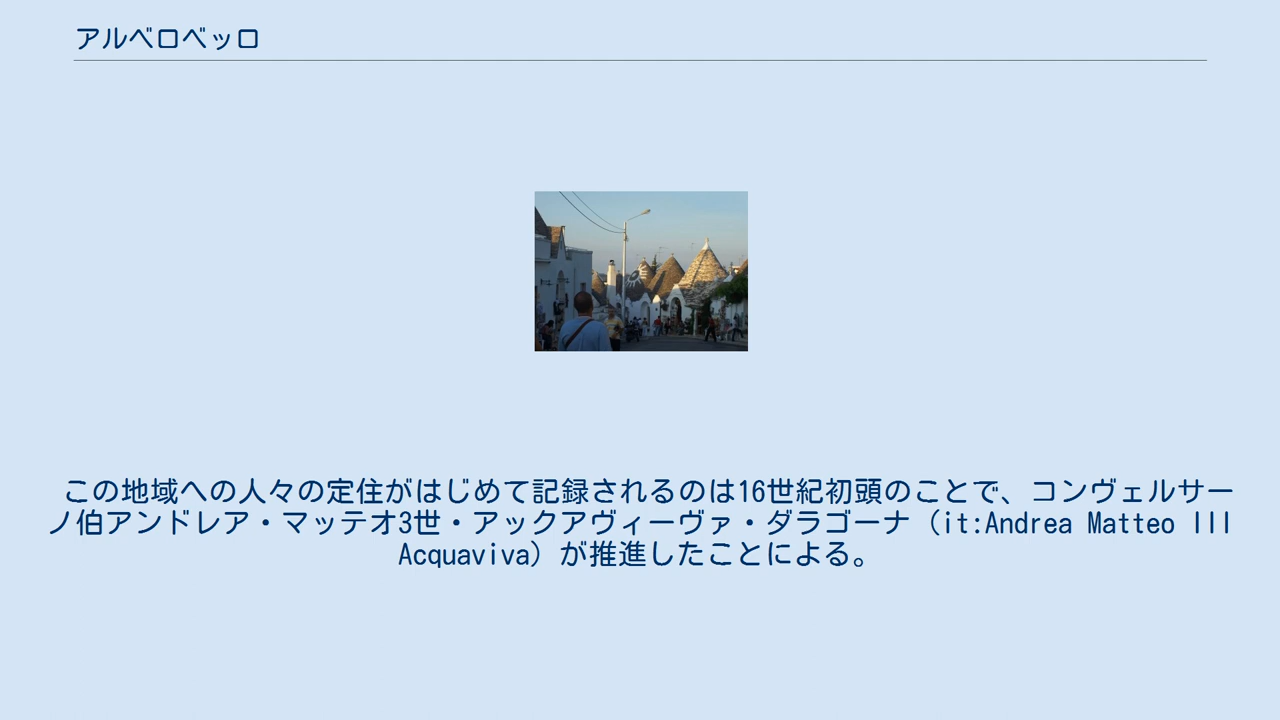 アルベロベッロ
この地域への人々の定住がはじめて記録されるのは16世紀初頭のことで、コンヴェルサー
ノ伯アンドレア・マッテオ3世・アックアヴィーヴァ・ダラゴーナ（it:Andrea Matteo III
Acquaviva）が推進したことによる。